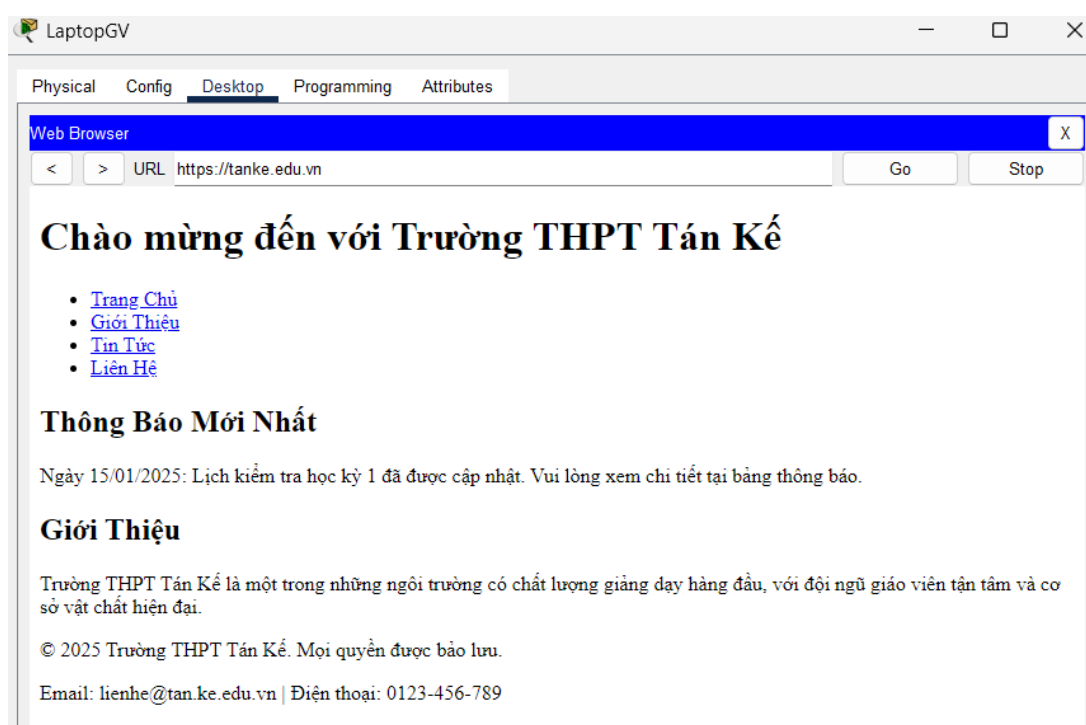 LaptopGV
Physical Config Desktop Programming Attributes
Web Browser X
< > URL https://tanke.edu.vn Go Stop
Chào mừng đến với Trường THPT Tán Kế
• Trang Chủ
• Giới Thiệu
• Tin Tức
• Liên Hệ
Thông Báo Mới Nhất
Ngày 15/01/2025: Lịch kiểm tra học kỳ 1 đã được cập nhật. Vui lòng xem chi tiết tại bảng thông báo.
Giới Thiệu
Trường THPT Tán Kế là một trong những ngôi trường có chất lượng giảng dạy hàng đầu, với đội ngũ giáo viên tận tâm và cơ
sở vật chất hiện đại.
© 2025 Trường THPT Tán Kế. Mọi quyền được bảo lưu.
Email: lienhe@tan.ke.edu.vn | Điện thoại: 0123-456-789